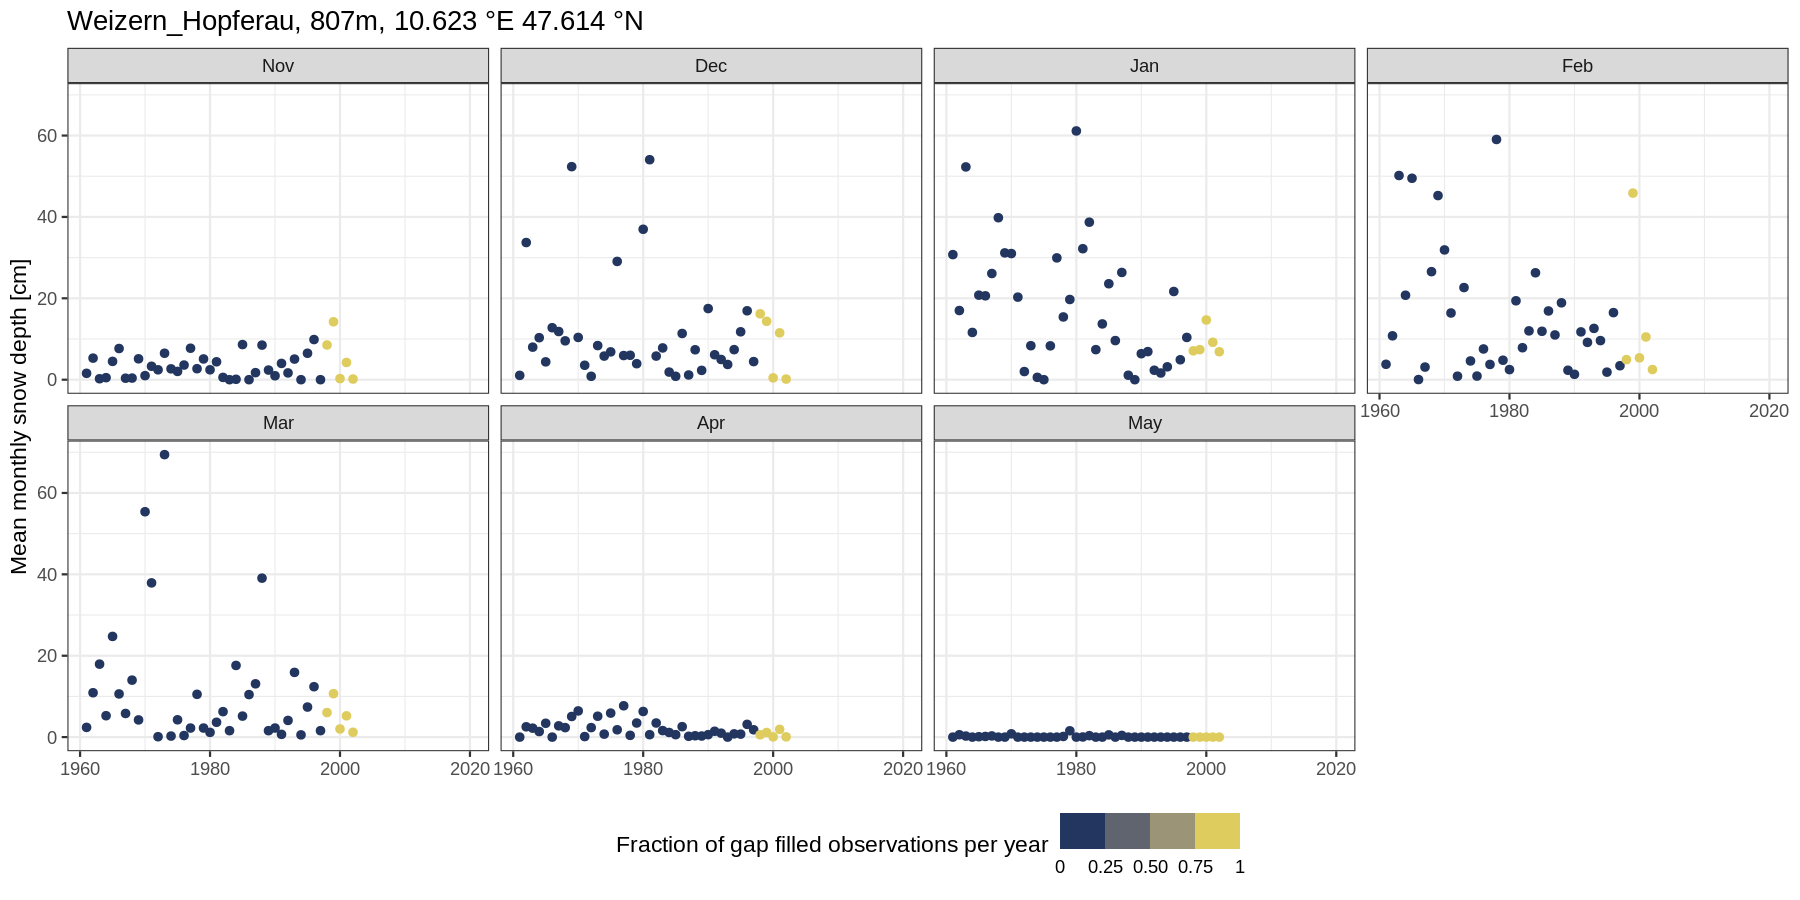 Weizern_Hopferau, 807m, 10.623 °E 47.614 °N
Nov Dec Jan Feb
Mean monthly snow depth [cm]
60
40
20
0
1960 1980 2000 2020
Mar Apr May
60
40
20
0
1960 1980 2000 2020 1960 1980 2000 2020 1960 1980 2000 2020
Fraction of gap filled observations per year
0 0.25 0.50 0.75 1